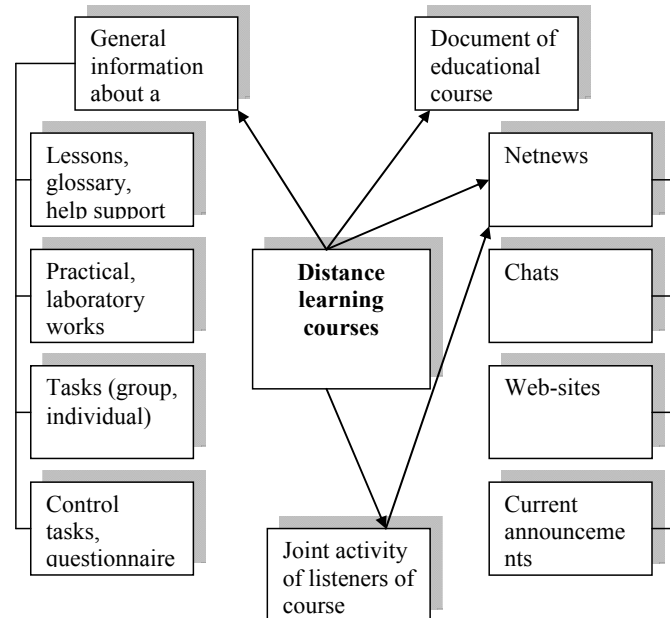 General
information
about a
Document of
educational
course
Lessons,
glossary,
help support
Netnews
Practical,
laboratory
works
Distance
learning
courses
Chats
Tasks (group,
individual)
Web-sites
Control
tasks,
questionnaire
Joint activity
of listeners of
course
Current
announceme
nts